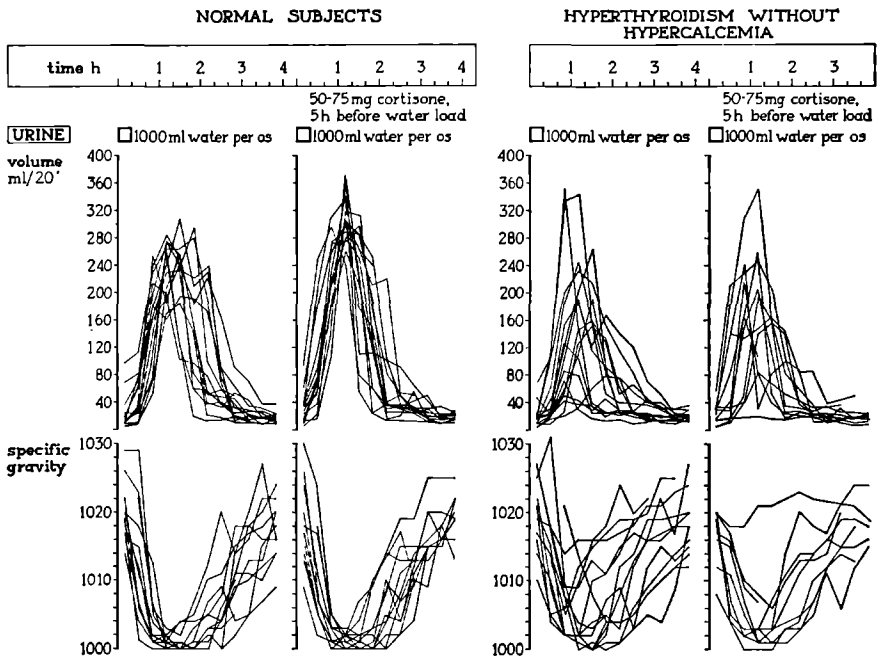 NORMAL SUBJECTS
HYPERTHYROIDISM WITHOUT
HYPERCALCEMIA
time h 1 2 3 4 1 2 3 4 1 2 3 4 1 2 3
50-75mg cortisone,
5h before water load
50-75mg cortisone,
5h before water load
URINE
1000ml water per os
1000ml water per os
1000ml water per os
1000ml water per os
volume
ml/20'
400
360
320
280
240
200
160
120
80
40
400
360
320
280
240
200
160
120
80
40
specific
gravity
1030
1020
1010
1000
1030
1020
1010
1000